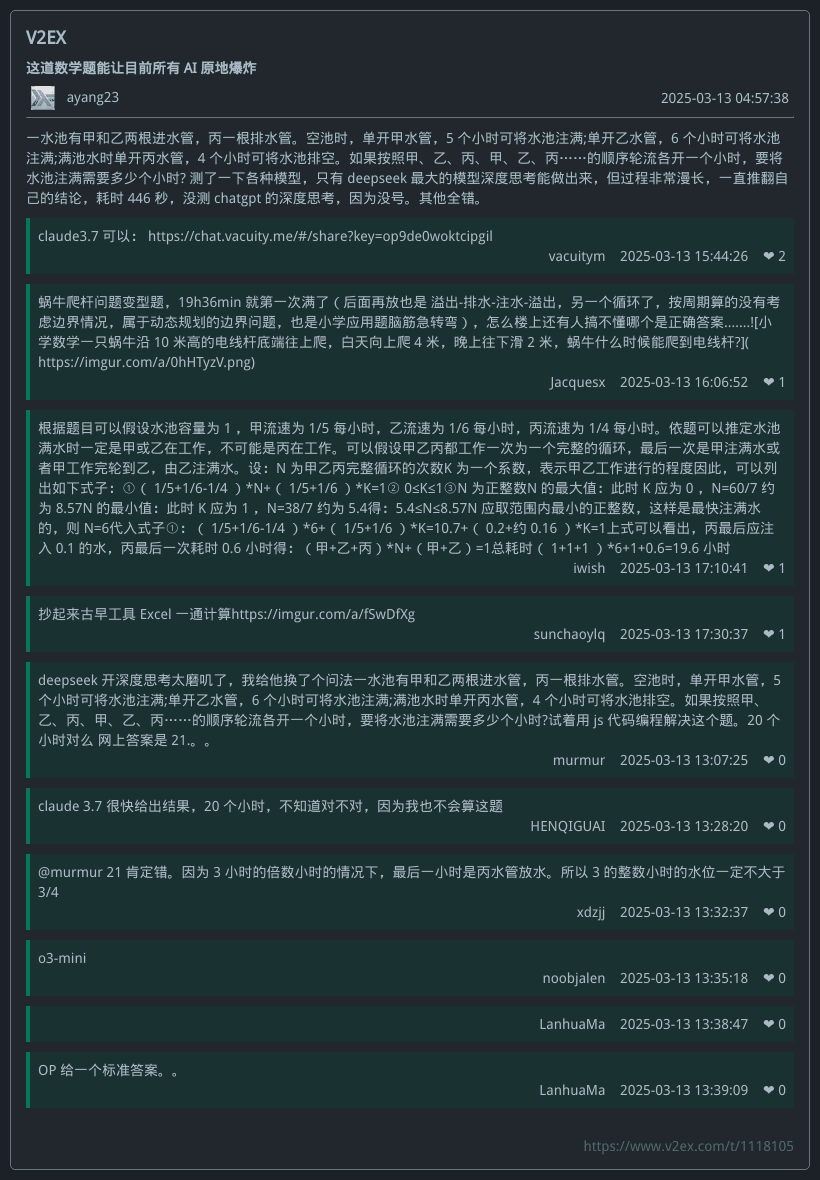 V2EX
这道数学题能让目前所有 AI 原地爆炸
ayang23
2025-03-13 04:57:38
一水池有甲和乙两根进水管，丙一根排水管。空池时，单开甲水管，5 个小时可将水池注满;单开乙水管，6 个小时可将水池
注满;满池水时单开丙水管，4 个小时可将水池排空。如果按照甲、乙、丙、甲、乙、丙……的顺序轮流各开一个小时，要将
水池注满需要多少个小时? 测了一下各种模型，只有 deepseek 最大的模型深度思考能做出来，但过程非常漫长，一直推翻自
己的结论，耗时 446 秒，没测 chatgpt 的深度思考，因为没号。其他全错。
claude3.7 可以： https://chat.vacuity.me/#/share?key=op9de0woktcipgil
vacuitym 2025-03-13 15:44:26 ❤ 2
蜗牛爬杆问题变型题，19h36min 就第一次满了（ 后面再放也是 溢出-排水-注水-溢出，另一个循环了，按周期算的没有考
虑边界情况，属于动态规划的边界问题，也是小学应用题脑筋急转弯 ），怎么楼上还有人搞不懂哪个是正确答案.......![小
学数学一只蜗牛沿 10 米高的电线杆底端往上爬，白天向上爬 4 米，晚上往下滑 2 米，蜗牛什么时候能爬到电线杆?](
https://imgur.com/a/0hHTyzV.png)
Jacquesx 2025-03-13 16:06:52 ❤ 1
根据题目可以假设水池容量为 1 ，甲流速为 1/5 每小时，乙流速为 1/6 每小时，丙流速为 1/4 每小时。依题可以推定水池
满水时一定是甲或乙在工作，不可能是丙在工作。可以假设甲乙丙都工作一次为一个完整的循环，最后一次是甲注满水或
者甲工作完轮到乙，由乙注满水。设：N 为甲乙丙完整循环的次数K 为一个系数，表示甲乙工作进行的程度因此，可以列
出如下式子：①（ 1/5+1/6-1/4 ）*N+（ 1/5+1/6 ）*K=1② 0≤K≤1③N 为正整数N 的最大值：此时 K 应为 0 ，N=60/7 约
为 8.57N 的最小值：此时 K 应为 1 ，N=38/7 约为 5.4得：5.4≤N≤8.57N 应取范围内最小的正整数，这样是最快注满水
的，则 N=6代入式子①：（ 1/5+1/6-1/4 ）*6+（ 1/5+1/6 ）*K=10.7+（ 0.2+约 0.16 ）*K=1上式可以看出，丙最后应注
入 0.1 的水，丙最后一次耗时 0.6 小时得：（ 甲+乙+丙 ）*N+（ 甲+乙 ）=1总耗时（ 1+1+1 ）*6+1+0.6=19.6 小时
iwish 2025-03-13 17:10:41 ❤ 1
抄起来古早工具 Excel 一通计算https://imgur.com/a/fSwDfXg
sunchaoylq 2025-03-13 17:30:37 ❤ 1
deepseek 开深度思考太磨叽了，我给他换了个问法一水池有甲和乙两根进水管，丙一根排水管。空池时，单开甲水管，5
个小时可将水池注满;单开乙水管，6 个小时可将水池注满;满池水时单开丙水管，4 个小时可将水池排空。如果按照甲、
乙、丙、甲、乙、丙……的顺序轮流各开一个小时，要将水池注满需要多少个小时?试着用 js 代码编程解决这个题。20 个
小时对么 网上答案是 21.。。
murmur 2025-03-13 13:07:25 ❤ 0
claude 3.7 很快给出结果，20 个小时，不知道对不对，因为我也不会算这题
HENQIGUAI 2025-03-13 13:28:20 ❤ 0
@murmur 21 肯定错。因为 3 小时的倍数小时的情况下，最后一小时是丙水管放水。所以 3 的整数小时的水位一定不大于
3/4
xdzjj 2025-03-13 13:32:37 ❤ 0
o3-mini
noobjalen 2025-03-13 13:35:18 ❤ 0
LanhuaMa 2025-03-13 13:38:47 ❤ 0
OP 给一个标准答案。。
LanhuaMa 2025-03-13 13:39:09 ❤ 0
https://www.v2ex.com/t/1118105